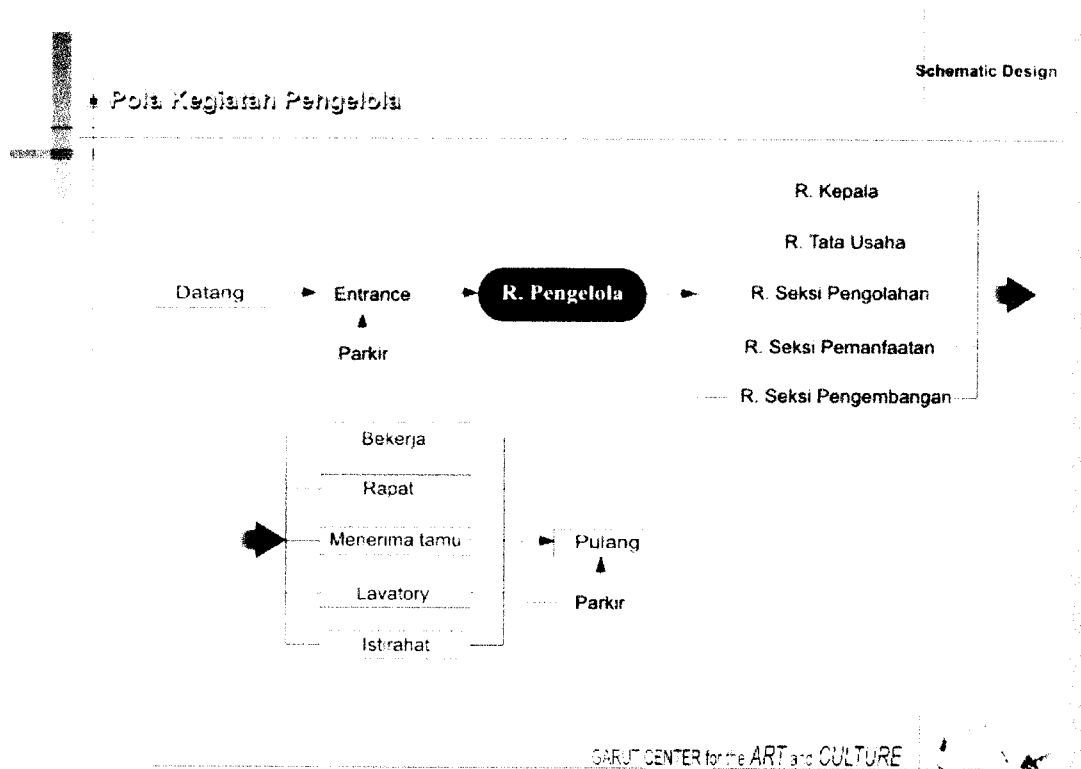 Schematic Design
Pola Kegiatan Pengelola
R. Kepala
R. Tata Usaha
Datang
Entrance
R. Pengelola
R. Seksi Pengolahan
Parkir
R. Seksi Pemanfaatan
R. Seksi Pengembangan
Bekerja
Rapat
Menerima tamu
Pulang
Lavatory
Parkir
Istirahat
GARUT CENTER for the ART and CULTURE